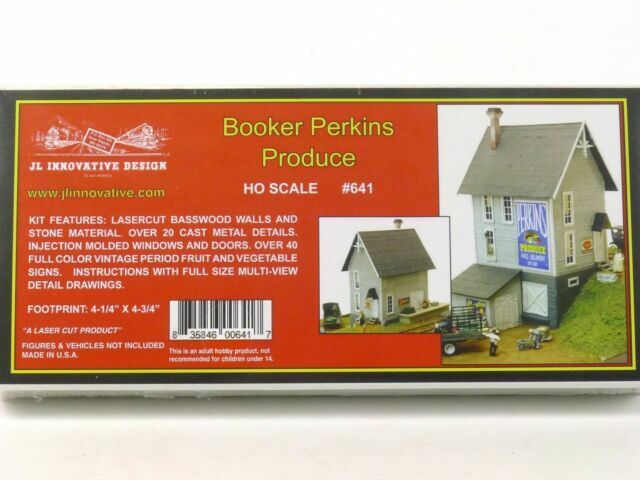 JL INNOVATIVE DESIGN
www.jlinnovative.com
Booker Perkins
Produce
HO SCALE #641
KIT FEATURES: LASERCUT BASSWOOD WALLS AND
STONE MATERIAL. OVER 20 CAST METAL DETAILS.
INJECTION MOLDED WINDOWS AND DOORS. OVER 40
FULL COLOR VINTAGE PERIOD FRUIT AND VEGETABLE
SIGNS. INSTRUCTIONS WITH FULL SIZE MULTI-VIEW
DETAIL DRAWINGS.
FOOTPRINT: 4-1/4" X 4-3/4"
"A LASER CUT PRODUCT"
FIGURES & VEHICLES NOT INCLUDED
MADE IN U.S.A.
8 35846 00641 7
This is an adult hobby product, not
recommended for children under 14.
PERKINS
PRODUCE
FREE DELIVERY